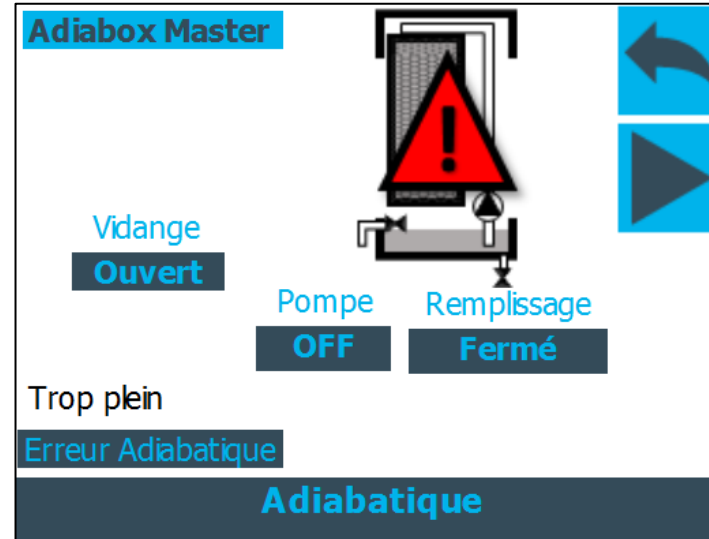 Adiabox Master
Vidange
Ouvert
Pompe
OFF
Remplissage
Fermé
Trop plein
Erreur Adiabatique
Adiabatique